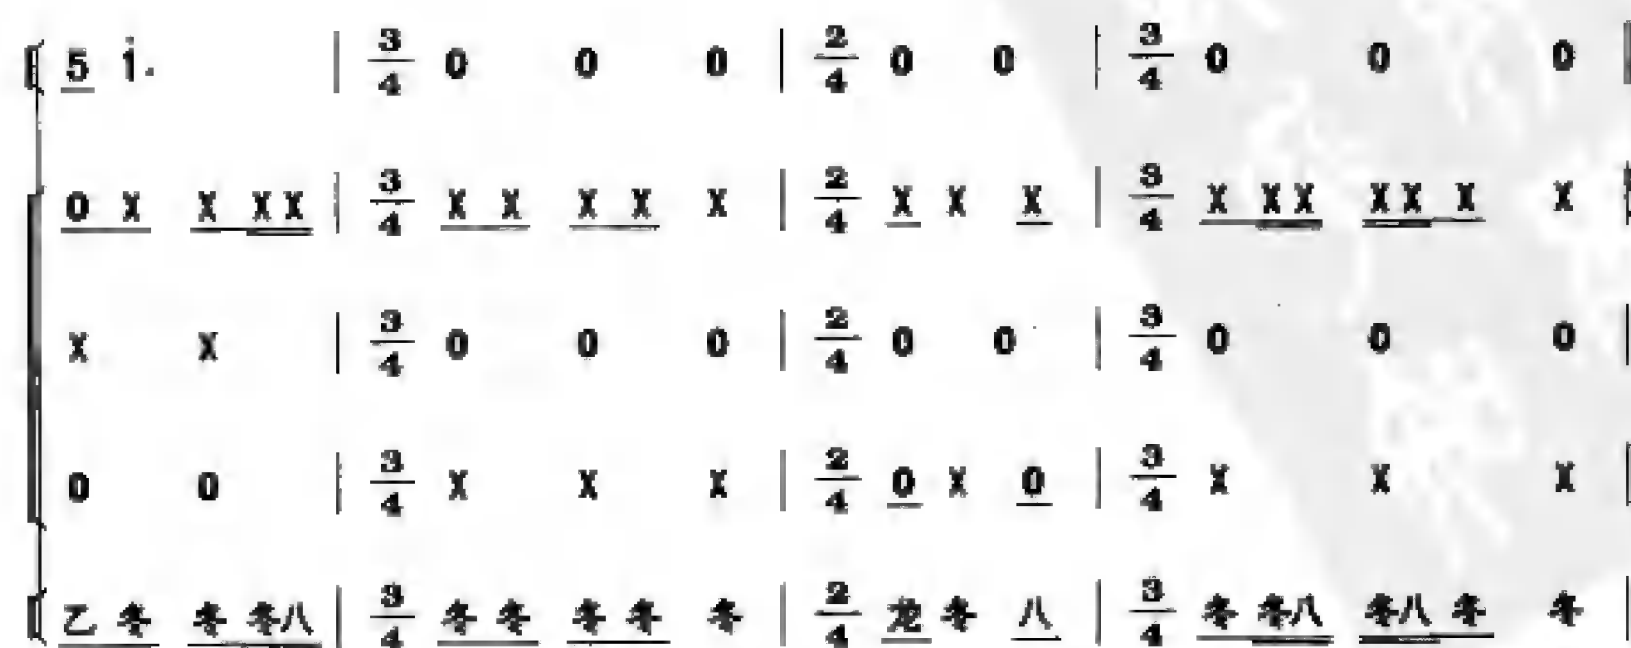 5 i. | 3/4 0 0 0 | 2/4 0 0 | 3/4 0 0 0 |
0 X X X X | 3/4 X X X X X | 2/4 X X X | 3/4 X X X X X X X |
X X | 3/4 0 0 0 | 2/4 0 0 | 3/4 0 0 0 |
0 0 | 3/4 X X X | 2/4 0 X 0 | 3/4 X X X |
乙 冬 冬 冬 八 | 3/4 冬 冬 冬 冬 冬 | 2/4 龙 冬 八 | 3/4 冬 冬 八 冬 八 冬 冬 |